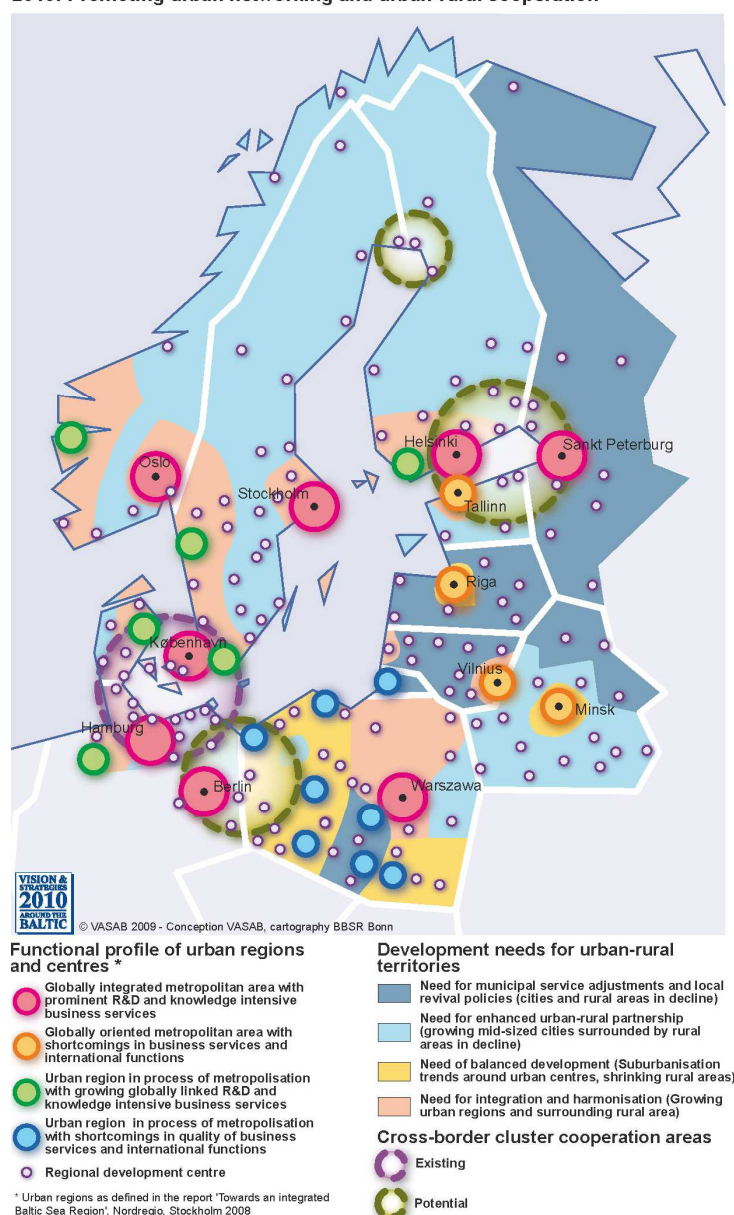 2010: Promoting urban networking and urban-rural cooperation
Helsinki
Sankt Peterburg
Oslo
Stockholm
Tallinn
Riga
København
Vilnius
Minsk
Hamburg
Berlin
Warszawa
VISION &
STRATEGIES
2010
AROUND THE
BALTIC
© VASAB 2009 - Conception VASAB, cartography BBSR Bonn
Functional profile of urban regions
and centres *
Globally integrated metropolitan area with
prominent R&D and knowledge intensive
business services
Globally oriented metropolitan area with
shortcomings in business services and
international functions
Urban region in process of metropolisation
with growing globally linked R&D and
knowledge intensive business services
Urban region in process of metropolisation
with shortcomings in quality of business
services and international functions
Regional development centre
* Urban regions as defined in the report 'Towards an integrated
Baltic Sea Region', Nordregio, Stockholm 2008
Development needs for urban-rural
territories
Need for municipal service adjustments and local
revival policies (cities and rural areas in decline)
Need for enhanced urban-rural partnership
(growing mid-sized cities surrounded by rural
areas in decline)
Need of balanced development (Suburbanisation
trends around urban centres, shrinking rural areas)
Need for integration and harmonisation (Growing
urban regions and surrounding rural area)
Cross-border cluster cooperation areas
Existing
Potential